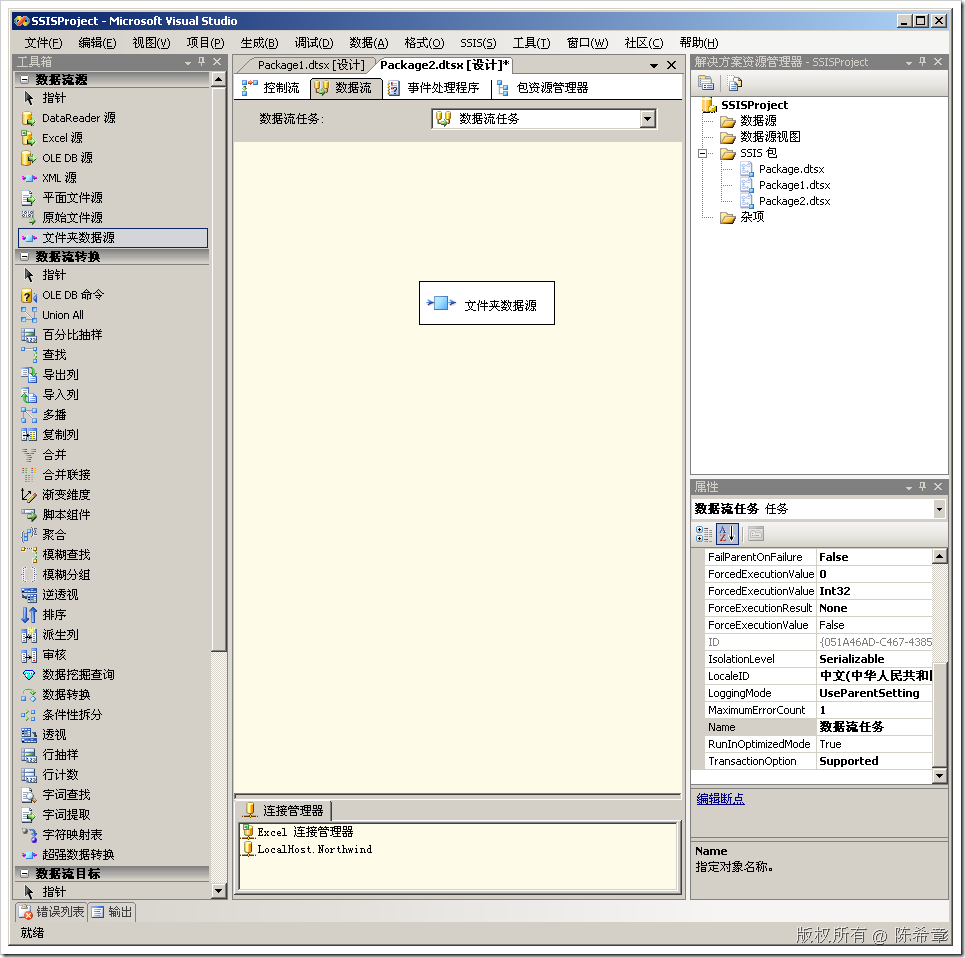 SSISProject - Microsoft Visual Studio
文件(F) 编辑(E) 视图(V) 项目(P) 生成(B) 调试(D) 数据(A) 格式(O) SSIS(S) 工具(T) 窗口(W) 社区(C) 帮助(H)
工具箱
数据流源
指针
DataReader 源
Excel 源
OLE DB 源
XML 源
平面文件源
原始文件源
文件夹数据源
数据流转换
指针
OLE DB 命令
Union All
百分比抽样
查找
导出列
导入列
多播
复制列
合并
合并联接
渐变维度
脚本组件
聚合
模糊查找
模糊分组
逆透视
排序
派生列
审核
数据挖掘查询
数据转换
条件性拆分
透视
行抽样
行计数
字词查找
字词提取
字符映射表
超强数据转换
数据流目标
指针
Package1.dtsx [设计] Package2.dtsx [设计]*
控制流 数据流 事件处理程序 包资源管理器
数据流任务: 数据流任务
文件夹数据源
连接管理器
Excel 连接管理器
LocalHost.Northwind
解决方案资源管理器 - SSISProject
SSISProject
数据源
数据源视图
SSIS 包
Package.dtsx
Package1.dtsx
Package2.dtsx
杂项
属性
数据流任务 任务
FailParentOnFailure False
ForcedExecutionValue 0
ForcedExecutionValue Int32
ForceExecutionResult None
ForceExecutionValue False
ID {051A46AD-C467-4385
IsolationLevel Serializable
LocaleID 中文(中华人民共和
LoggingMode UseParentSetting
MaximumErrorCount 1
Name 数据流任务
RunInOptimizedMode True
TransactionOption Supported
编辑断点
Name
指定对象名称。
错误列表 输出
就绪
版权所有 @ 陈希章